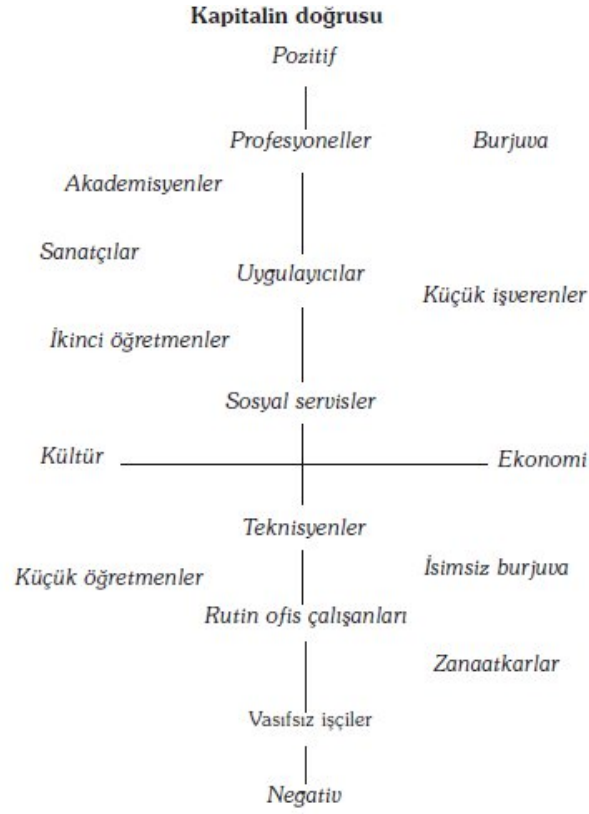 Kapitalin doğrusu
Pozitif
Profesyoneller
Burjuva
Akademisyenler
Sanatçılar
Uygulayıcılar
Küçük işverenler
İkinci öğretmenler
Sosyal servisler
Kültür
Ekonomi
Teknisyenler
Küçük öğretmenler
İsimsiz burjuva
Rutin ofis çalışanları
Zanaatkarlar
Vasıfsız işçiler
Negativ